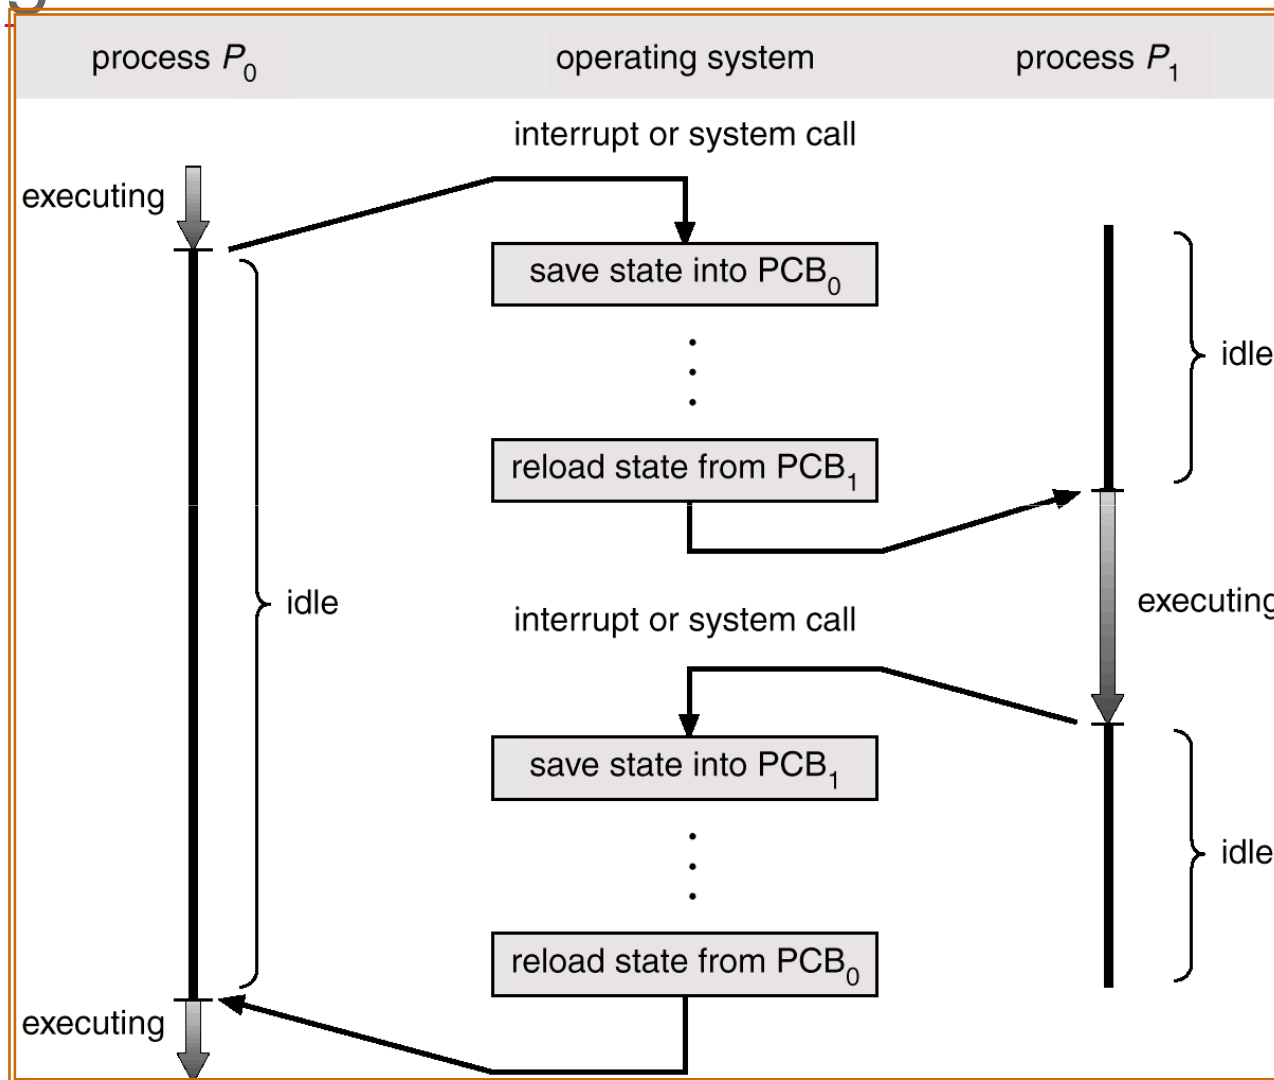 process P₀
operating system
process P₁
interrupt or system call
executing
save state into PCB₀
idle
reload state from PCB₁
idle
interrupt or system call
executing
save state into PCB₁
idle
reload state from PCB₀
executing